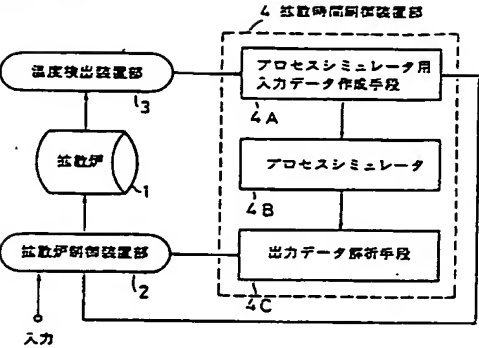 4 拡散時間制御装置部
温度検出装置部
3
プロセスシミュレータ用
入力データ作成手段
4A
拡散炉
1
プロセスシミュレータ
4B
拡散炉制御装置部
2
出力データ解析手段
4C
入力